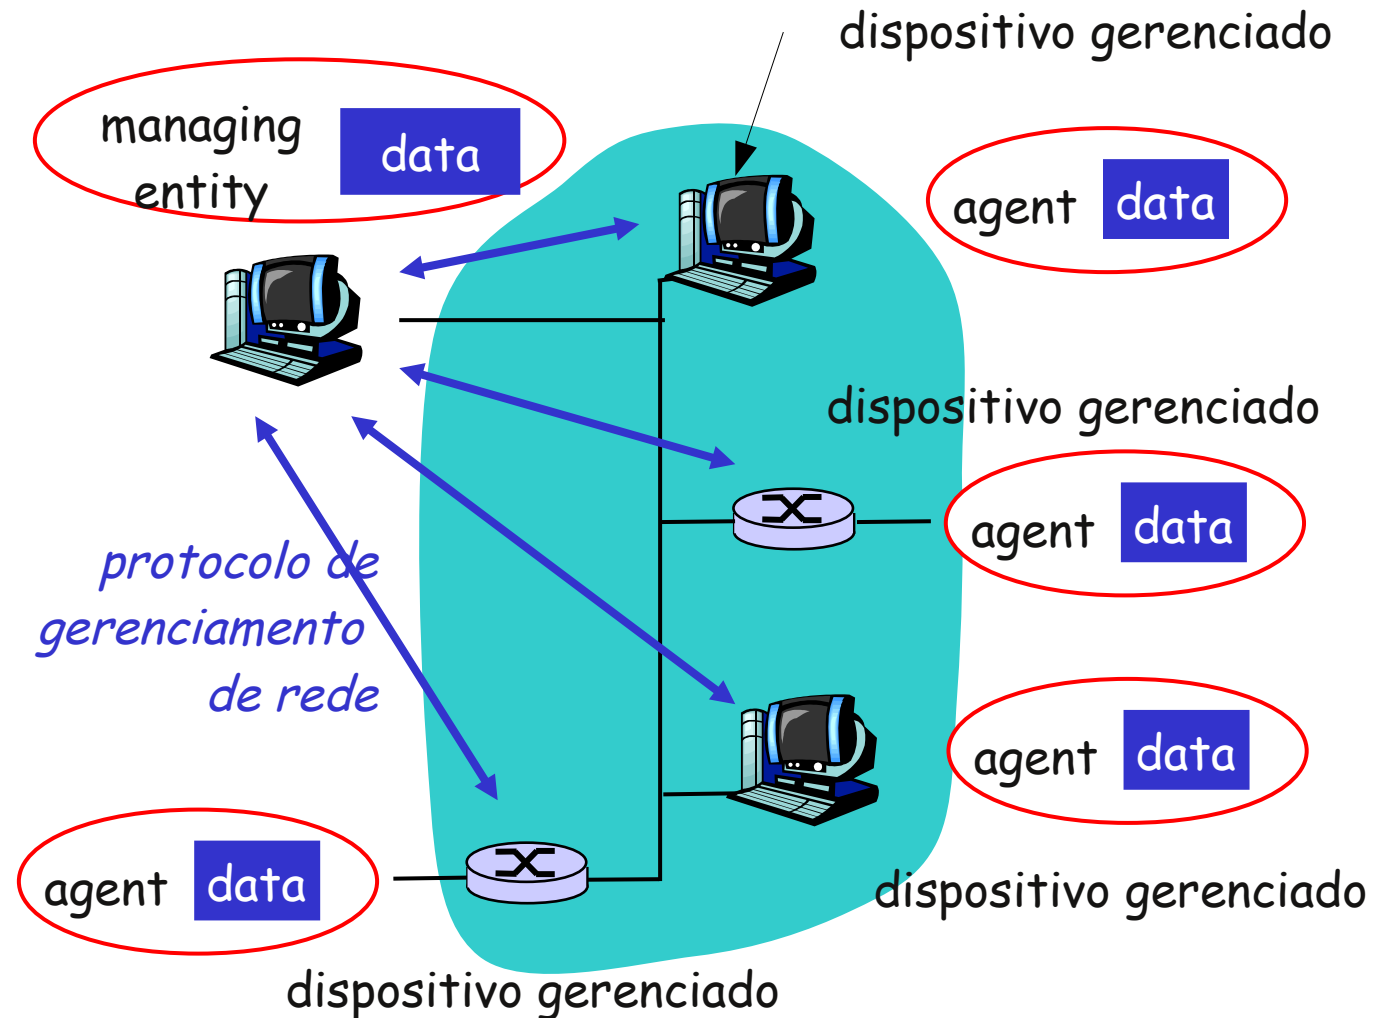 dispositivo gerenciado
managing
entity
data
agent data
dispositivo gerenciado
agent data
protocolo de
gerenciamento
de rede
agent data
agent data
dispositivo gerenciado
dispositivo gerenciado